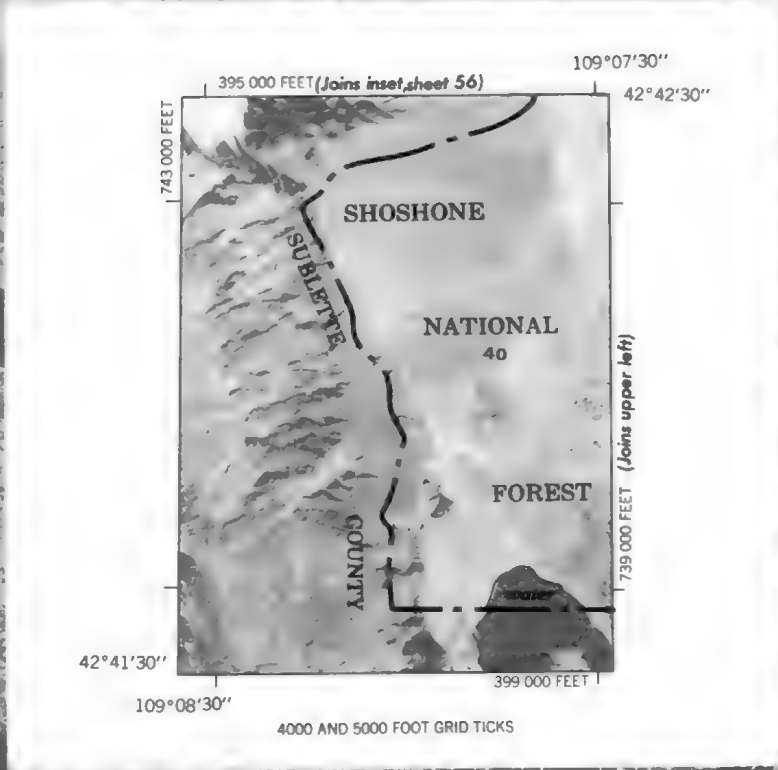 109°07'30"
395 000 FEET (Joins inset, sheet 56)
42°42'30"
743 000 FEET
SHOSHONE
SUBLETTE
NATIONAL
40
(Joins upper left)
FOREST
739 000 FEET
COUNTY
water
42°41'30"
399 000 FEET
109°08'30"
4000 AND 5000 FOOT GRID TICKS